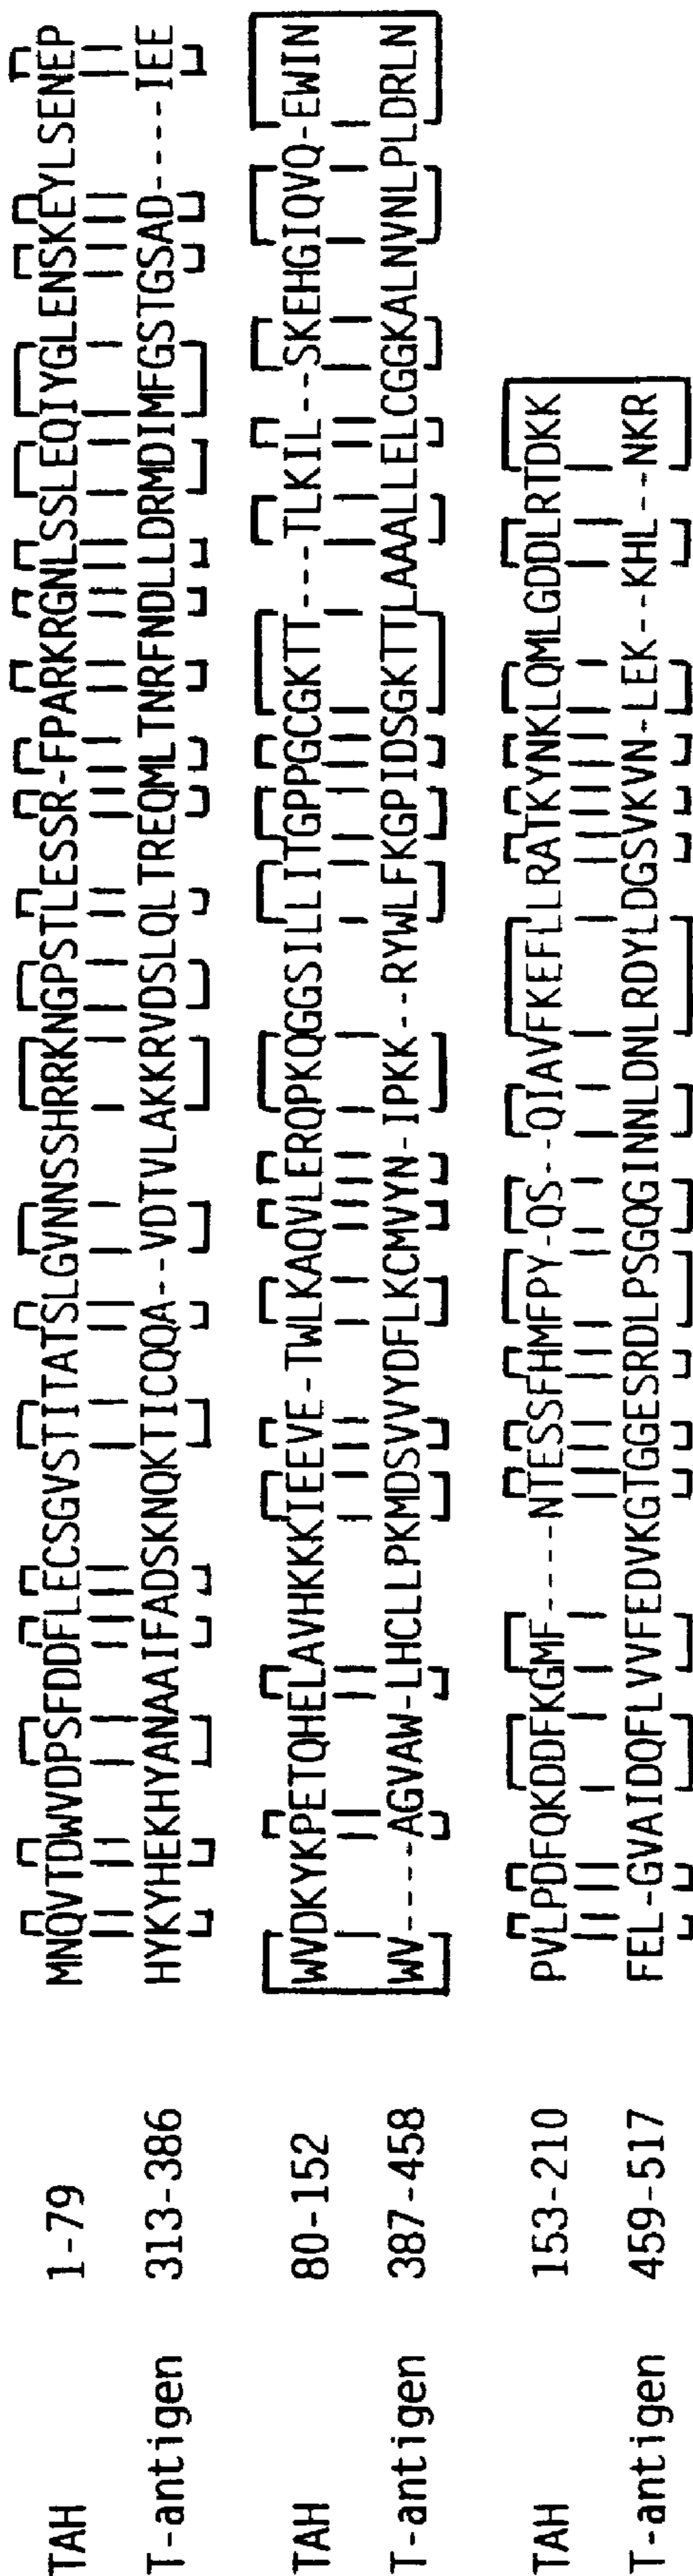 TAH 1-79 MNQVTDWVDPSFDDFLECSGVSTITATSLGVNNSSHRRKNGPSTLESSR-FPARKRGNLSSLEQIYGLENSKEYLSENEP
T-antigen 313-386 HYKYHEKHYANAAIFADSKNQKTICQQA--VDTVLAKKRVDSLQLTREQMLTNRFNDLLDRMDIMFGSTGSAD----IEE
TAH 80-152 WVDKYKPETQHELAVHKKKIEEVE-TWLKAQVLERQPKQGGSILLITGPPGCGKTT---TLKIL--SKEHGIQVQ-EWIN
T-antigen 387-458 WV----AGVAW-LHCLLPKMDSVVYDFLKCMVYN-IPKK--RYWLFKGPIDSGKTTLAAALLELCGGKALNVNLPLDRLN
TAH 153-210 PVLPDFQKDDFKGMF----NTESSFHMFPY-QS--QIAVFKEFLLRATKYNKLQMLGDDLRTDKK
T-antigen 459-517 FEL-GVAIDQFLVVFEDVKGTGGESRDLPSGQGINNLDNLRDYLDGSVKVN-LEK--KHL--NKR